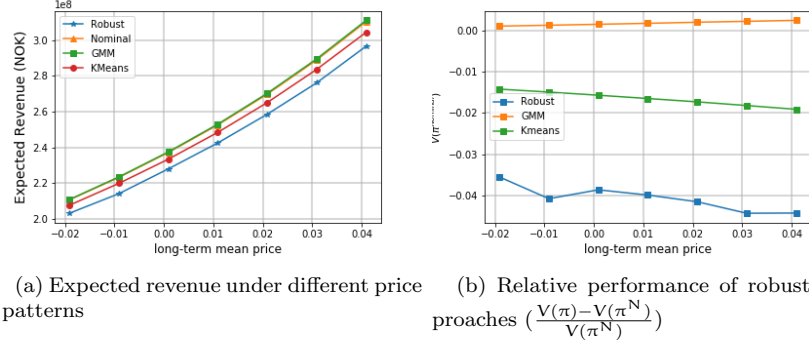 1e8
Expected Revenue (NOK)
3.0
2.8
2.6
2.4
2.2
2.0
Robust
Nominal
GMM
KMeans
−0.02 −0.01 0.00 0.01 0.02 0.03 0.04
long-term mean price
(a) Expected revenue under different price
patterns
0.00
−0.01
−0.02
−0.03
−0.04
Robust
GMM
Kmeans
−0.02 −0.01 0.00 0.01 0.02 0.03 0.04
long-term mean price
(b) Relative performance of robust
proaches (V(π)−V(π^N)/V(π^N))